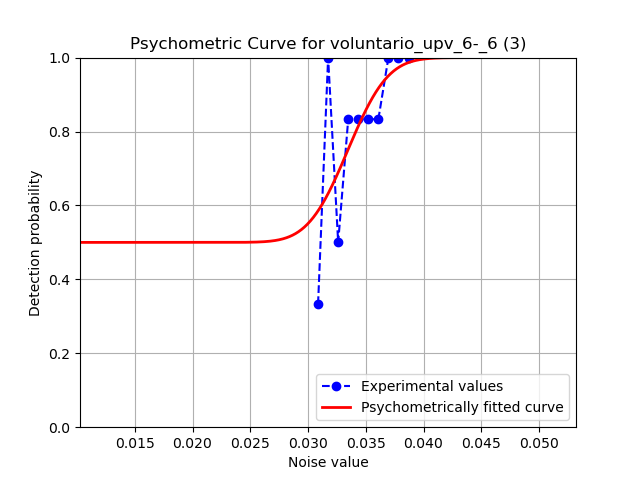 Psychometric Curve for voluntario_upv_6-_6 (3)
Detection probability
1.0
0.8
0.6
0.4
0.2
0.0
Experimental values
Psychometrically fitted curve
0.015 0.020 0.025 0.030 0.035 0.040 0.045 0.050
Noise value